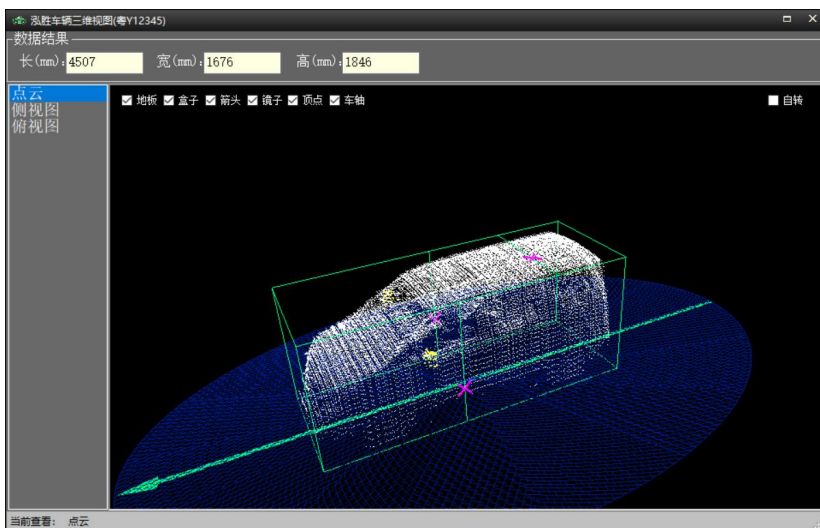 泓胜车辆三维视图(粤Y12345)
数据结果
长(mm): 4507 宽(mm): 1676 高(mm): 1846
点云
侧视图
俯视图
地板 盒子 箭头 镜子 顶点 车轴 自转
当前查看: 点云